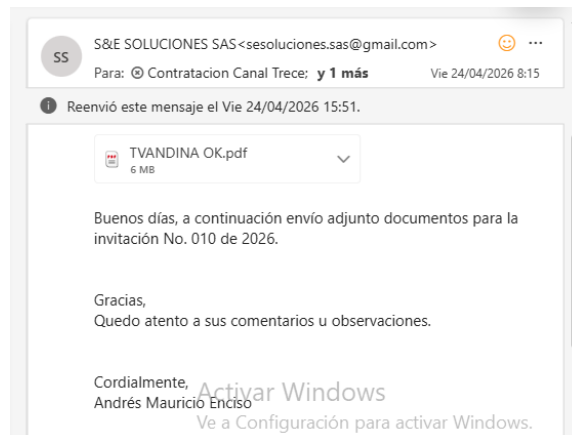 SS
S&E SOLUCIONES SAS<sesoluciones.sas@gmail.com>
Para: Contratacion Canal Trece; y 1 más
Vie 24/04/2026 8:15
Reenvió este mensaje el Vie 24/04/2026 15:51.
PDF
TVANDINA OK.pdf
6 MB
Buenos días, a continuación envío adjunto documentos para la
invitación No. 010 de 2026.
Gracias,
Quedo atento a sus comentarios u observaciones.
Cordialmente,
Andrés Mauricio Enciso
Activar Windows
Ve a Configuración para activar Windows.